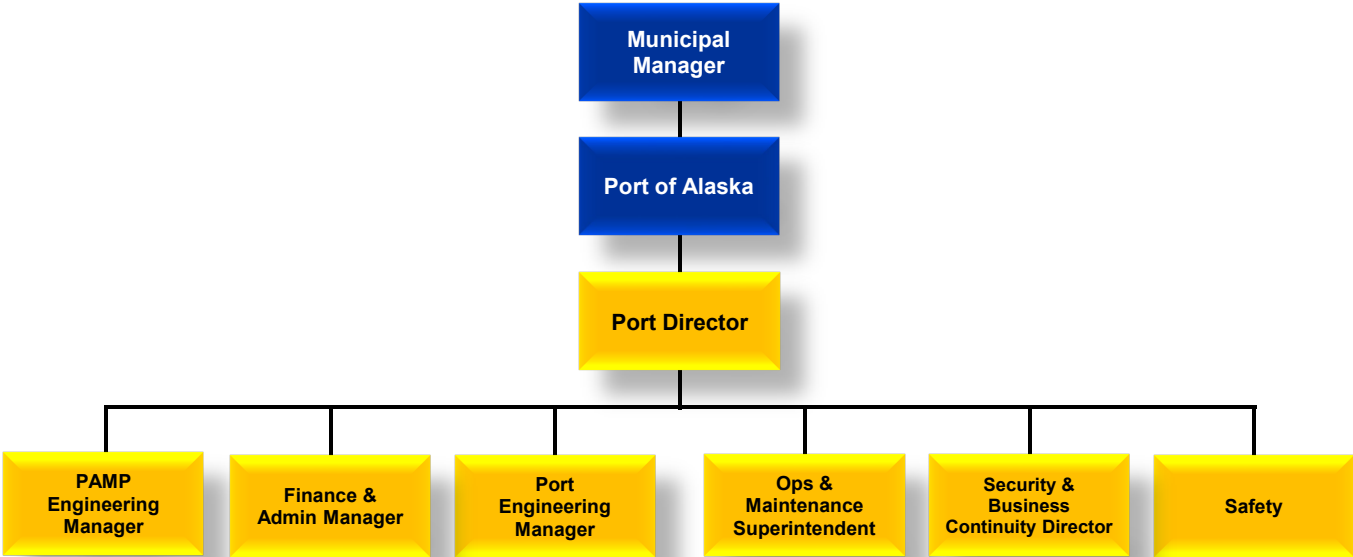 Municipal
Manager
Port of Alaska
Port Director
PAMP
Engineering
Manager
Finance &
Admin Manager
Port
Engineering
Manager
Ops &
Maintenance
Superintendent
Security &
Business
Continuity Director
Safety